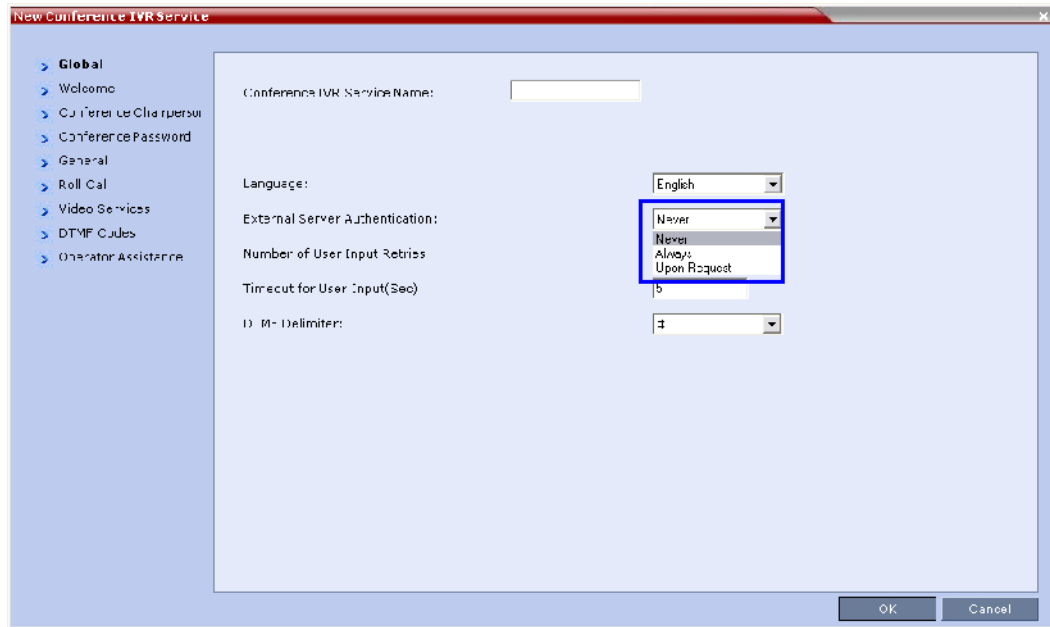 New Conference IVR Service
Global
Welcome
Conference Chairperson
Conference Password
General
Roll Call
Video Services
DTMF Codes
Operator Assistance
Conference IVR Service Name:
Language: English
External Server Authentication: Never
Never
Always
Upon Request
Number of User Input Retries
Timeout for User Input(Sec) 5
DTMF Delimiter: #
OK Cancel